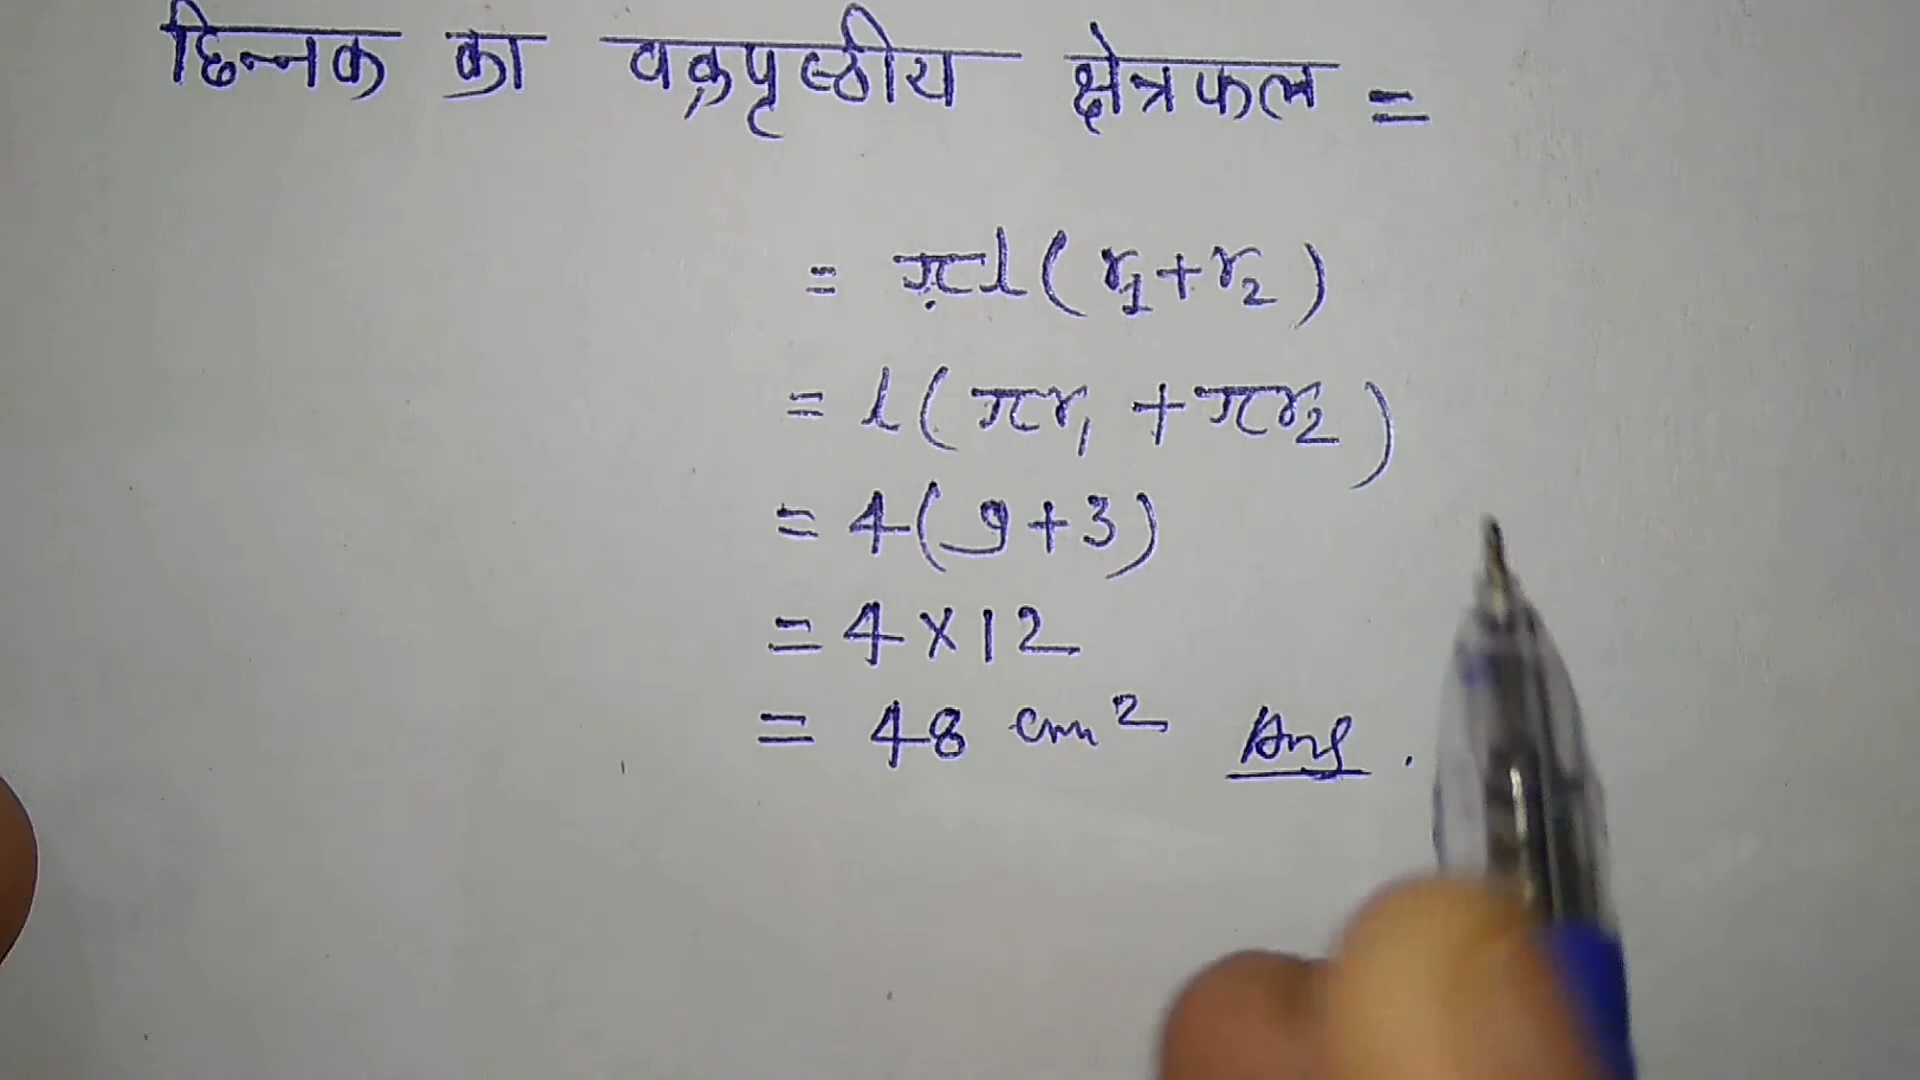 छिन्नक का वक्रपृष्ठीय क्षेत्रफल =
= πl(r₁+r₂)
= l(πr₁ + πr₂)
= 4(9+3)
= 4×12
= 48 cm² Ans.